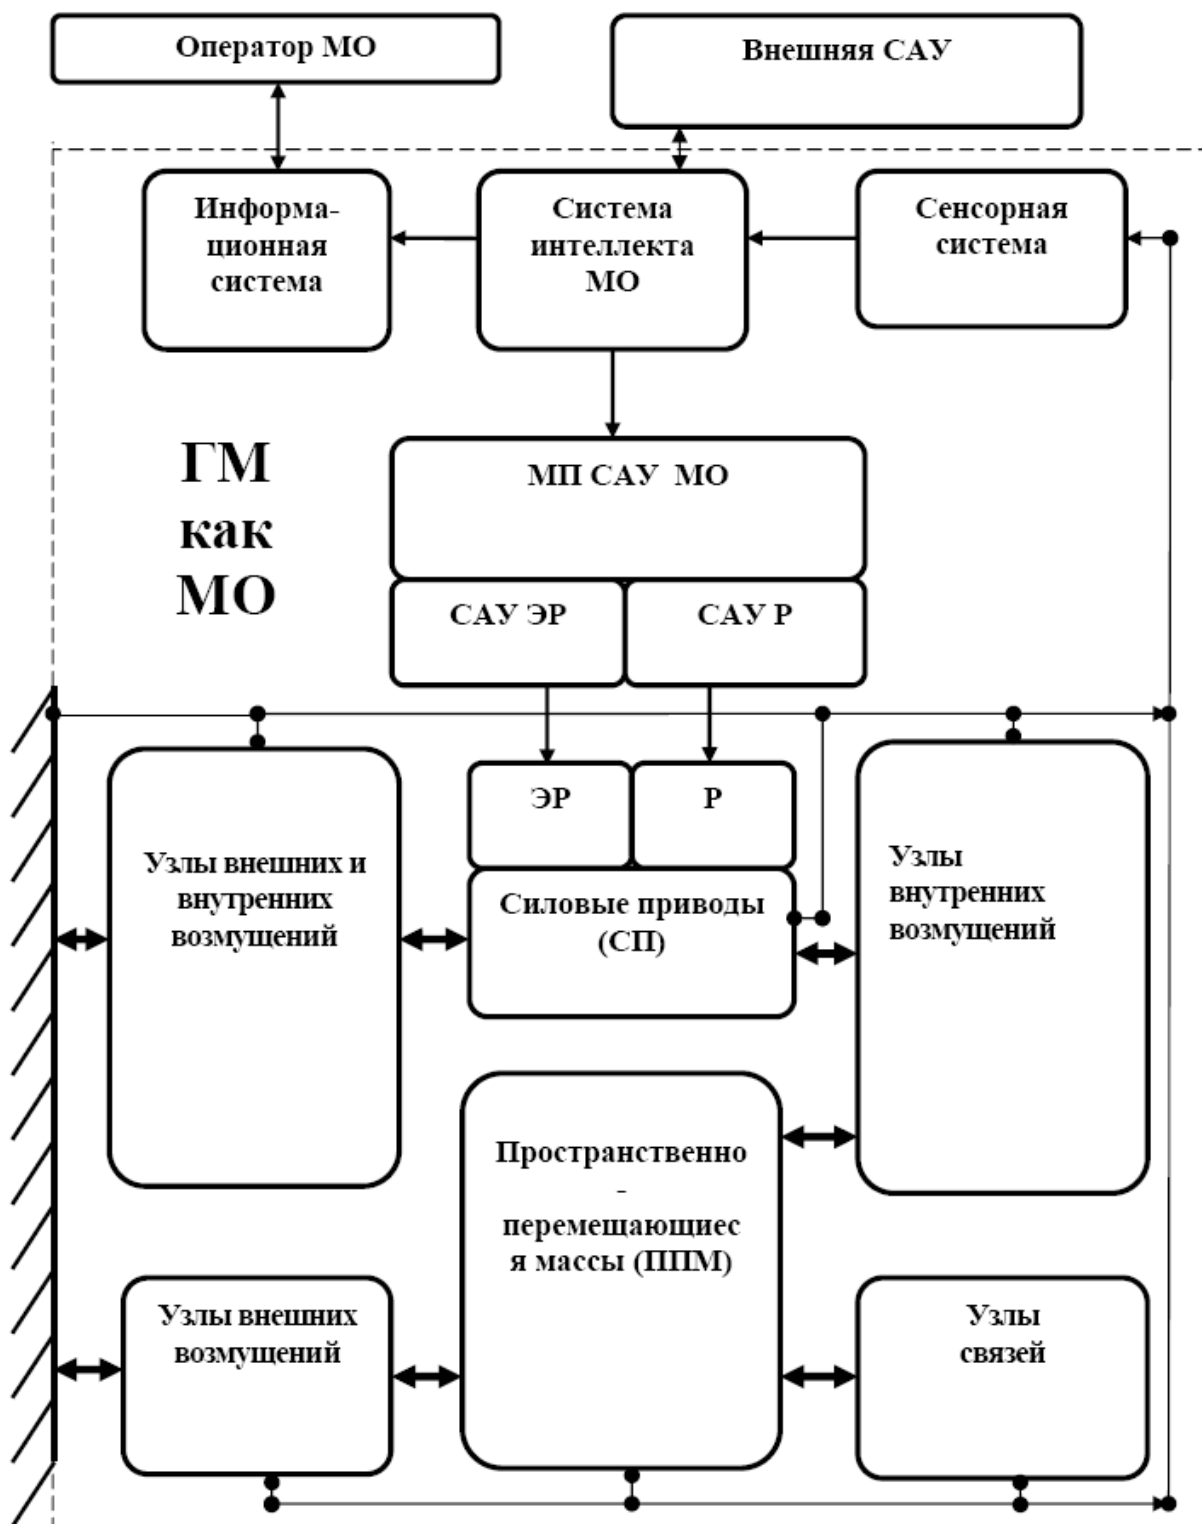 Оператор МО
Внешняя САУ
Информа-
ционная
система
Система
интеллекта
МО
Сенсорная
система
ГМ
как
МО
МП САУ МО
САУ ЭР
САУ Р
ЭР
Р
Узлы внешних и
внутренних
возмущений
Силовые приводы
(СП)
Узлы
внутренних
возмущений
Пространственно
-
перемещающиес
я массы (ППМ)
Узлы внешних
возмущений
Узлы
связей